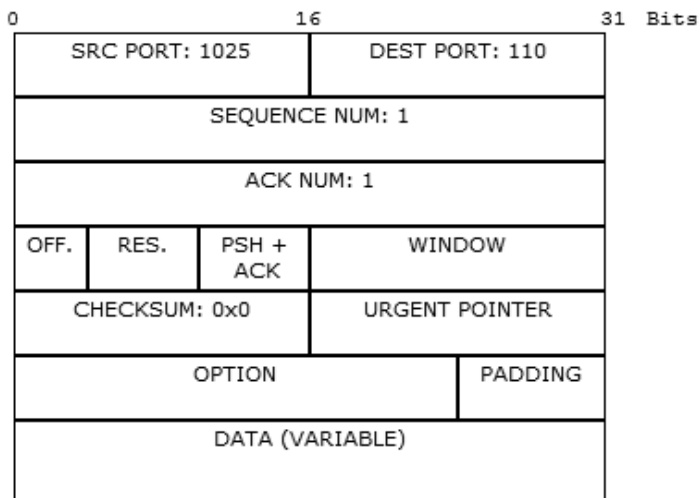 0 16 31 Bits
SRC PORT: 1025 DEST PORT: 110
SEQUENCE NUM: 1
ACK NUM: 1
OFF. RES. PSH + ACK WINDOW
CHECKSUM: 0x0 URGENT POINTER
OPTION PADDING
DATA (VARIABLE)